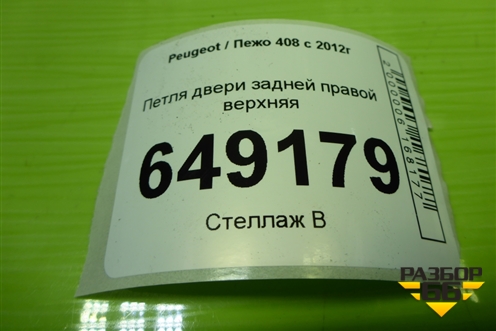 Peugeot / Пежо 408 с 2012г
Петля двери задней правой
верхняя
649179
Стеллаж В
РАЗБОР
66